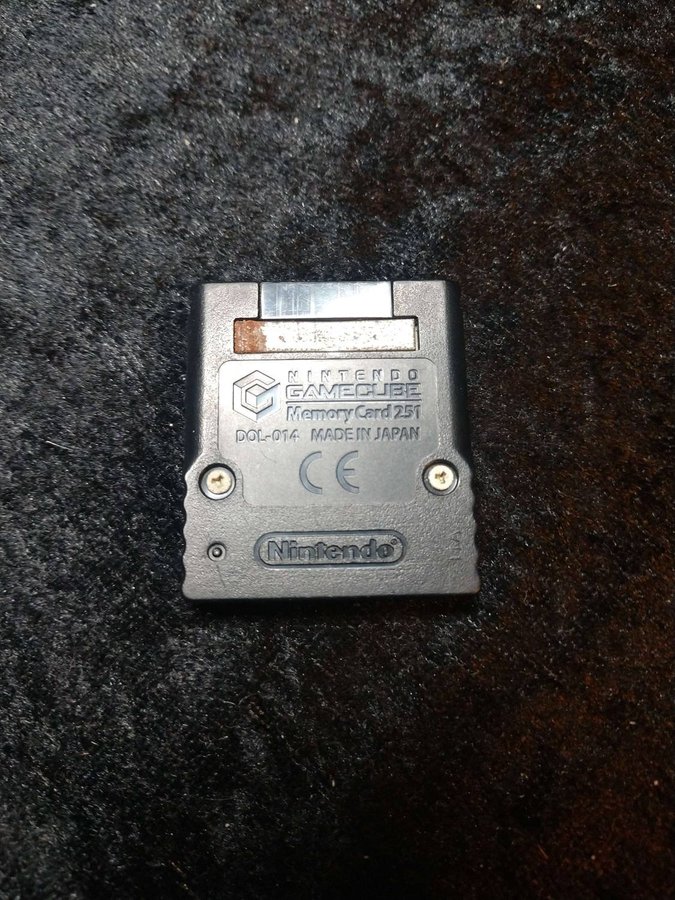 NINTENDO
GAMECUBE
Memory Card 251
DOL-014 MADE IN JAPAN
CE
Nintendo®